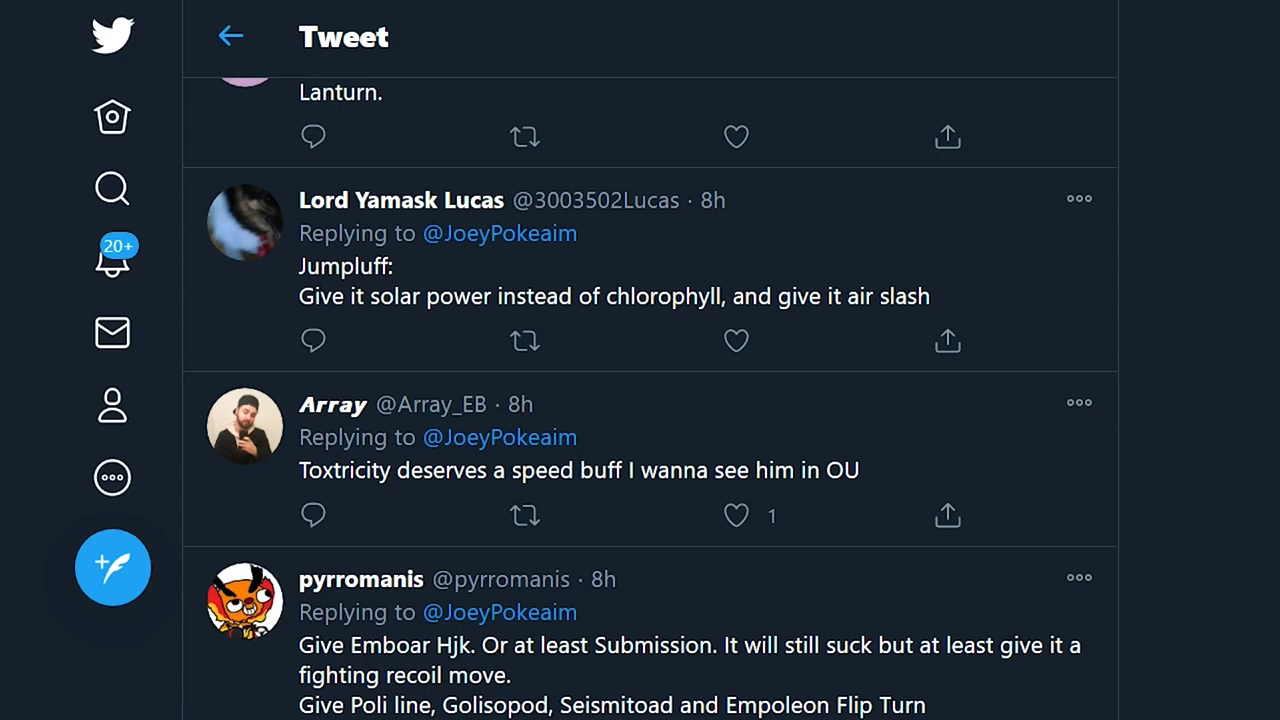 Tweet
Lanturn.
Lord Yamask Lucas @3003502Lucas · 8h
Replying to @JoeyPokeaim
Jumpluff:
Give it solar power instead of chlorophyll, and give it air slash
20+
Array @Array_EB · 8h
Replying to @JoeyPokeaim
Toxtricity deserves a speed buff I wanna see him in OU
1
pyrromanis @pyrromanis · 8h
Replying to @JoeyPokeaim
Give Emboar Hjk. Or at least Submission. It will still suck but at least give it a
fighting recoil move.
Give Poli line, Golisopod, Seismitoad and Empoleon Flip Turn